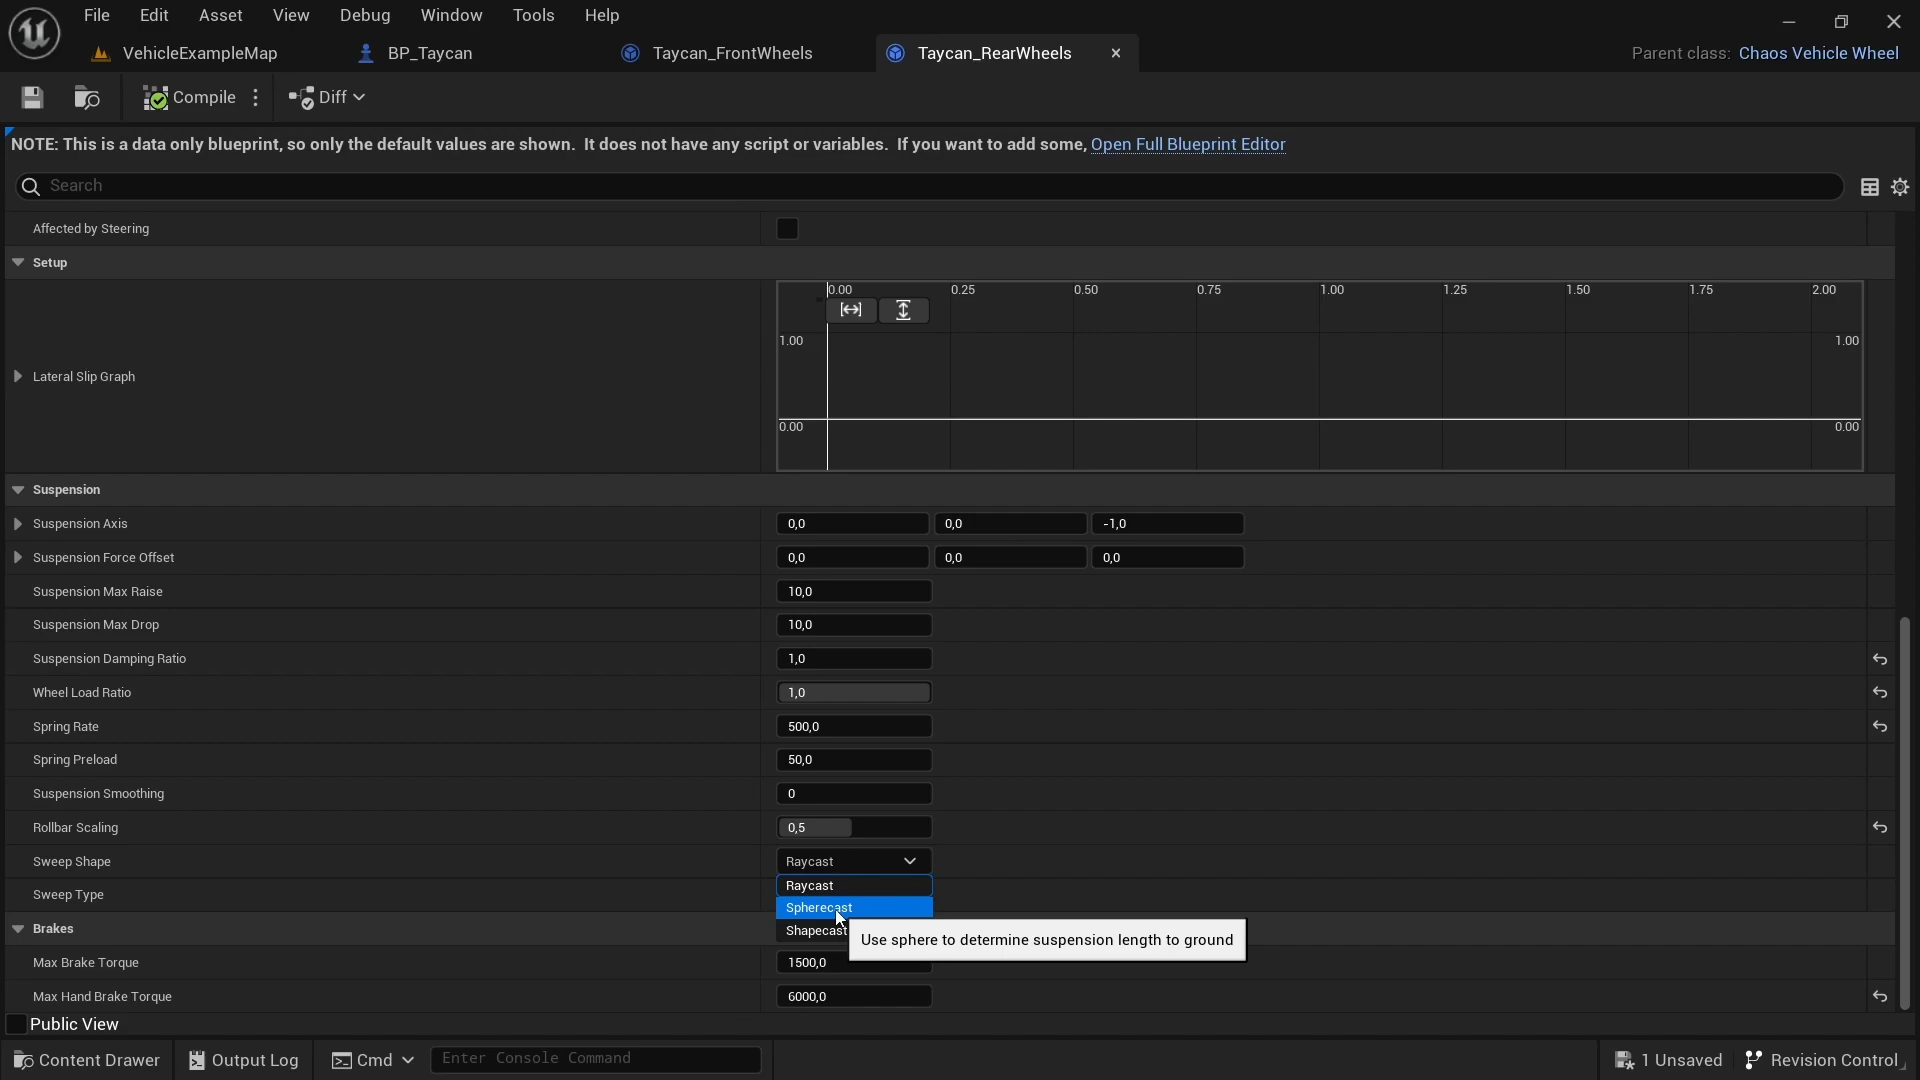 File Edit Asset View Debug Window Tools Help
VehicleExampleMap BP_Taycan Taycan_FrontWheels Taycan_RearWheels Parent class: Chaos Vehicle Wheel
Compile Diff
NOTE: This is a data only blueprint, so only the default values are shown. It does not have any script or variables. If you want to add some, Open Full Blueprint Editor
Search
Affected by Steering
Setup
0.00 0.25 0.50 0.75 1.00 1.25 1.50 1.75 2.00
1.00 1.00
Lateral Slip Graph
0.00 0.00
Suspension
Suspension Axis 0,0 0,0 -1,0
Suspension Force Offset 0,0 0,0 0,0
Suspension Max Raise 10,0
Suspension Max Drop 10,0
Suspension Damping Ratio 1,0
Wheel Load Ratio 1,0
Spring Rate 500,0
Spring Preload 50,0
Suspension Smoothing 0
Rollbar Scaling 0,5
Sweep Shape Raycast
Raycast
Sweep Type
Spherecast
Brakes Shapecast
Use sphere to determine suspension length to ground
Max Brake Torque 1500,0
Max Hand Brake Torque 6000,0
Public View
Content Drawer Output Log Cmd Enter Console Command 1 Unsaved Revision Control